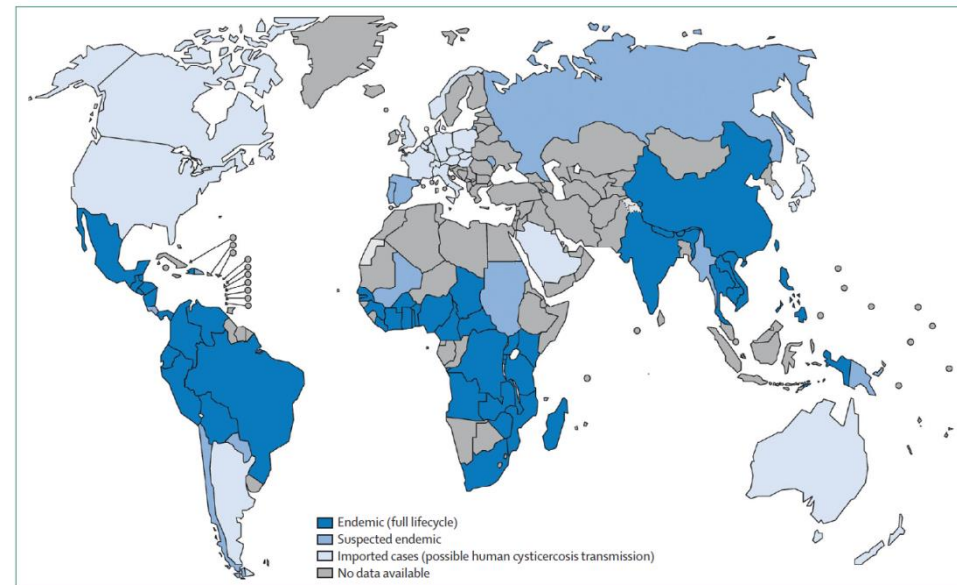 Endemic (full lifecycle)
Suspected endemic
Imported cases (possible human cysticercosis transmission)
No data available